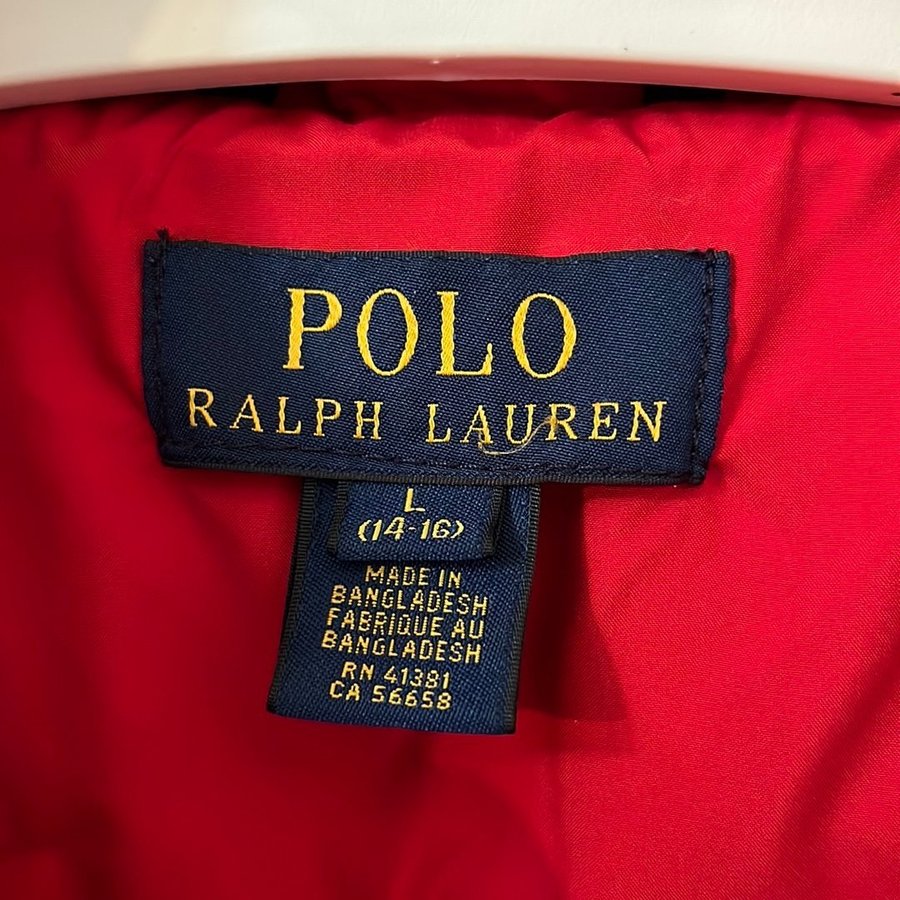 POLO
RALPH LAUREN
L
(14-16)
MADE IN
BANGLADESH
FABRIQUE AU
BANGLADESH
RN 41381
CA 56658